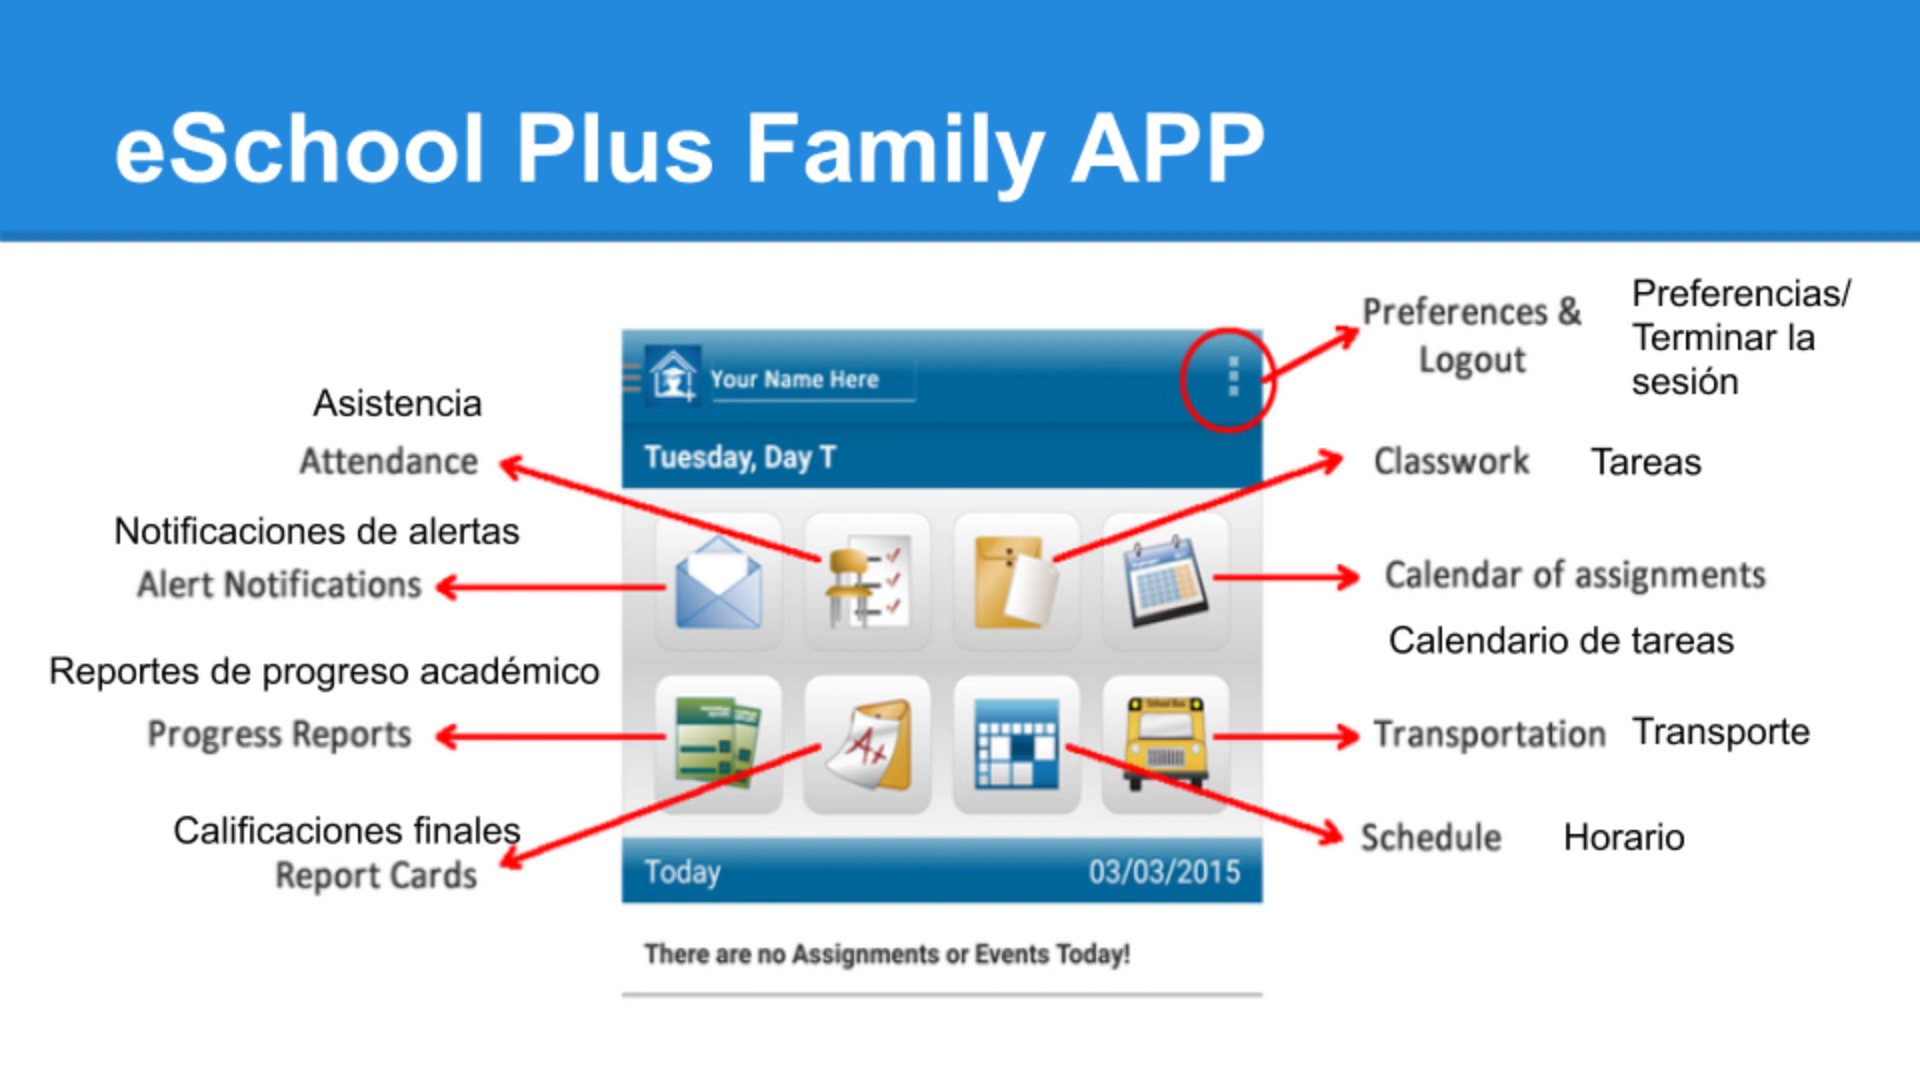 eSchool Plus Family APP
Preferences &
Logout
Preferencias/
Terminar la
sesión
Your Name Here
Asistencia
Attendance
Tuesday, Day T
Classwork
Tareas
Notificaciones de alertas
Alert Notifications
Calendar of assignments
Calendario de tareas
Reportes de progreso académico
Progress Reports
School Bus
Transportation
Transporte
A+
Calificaciones finales
Report Cards
Schedule
Horario
Today
03/03/2015
There are no Assignments or Events Today!